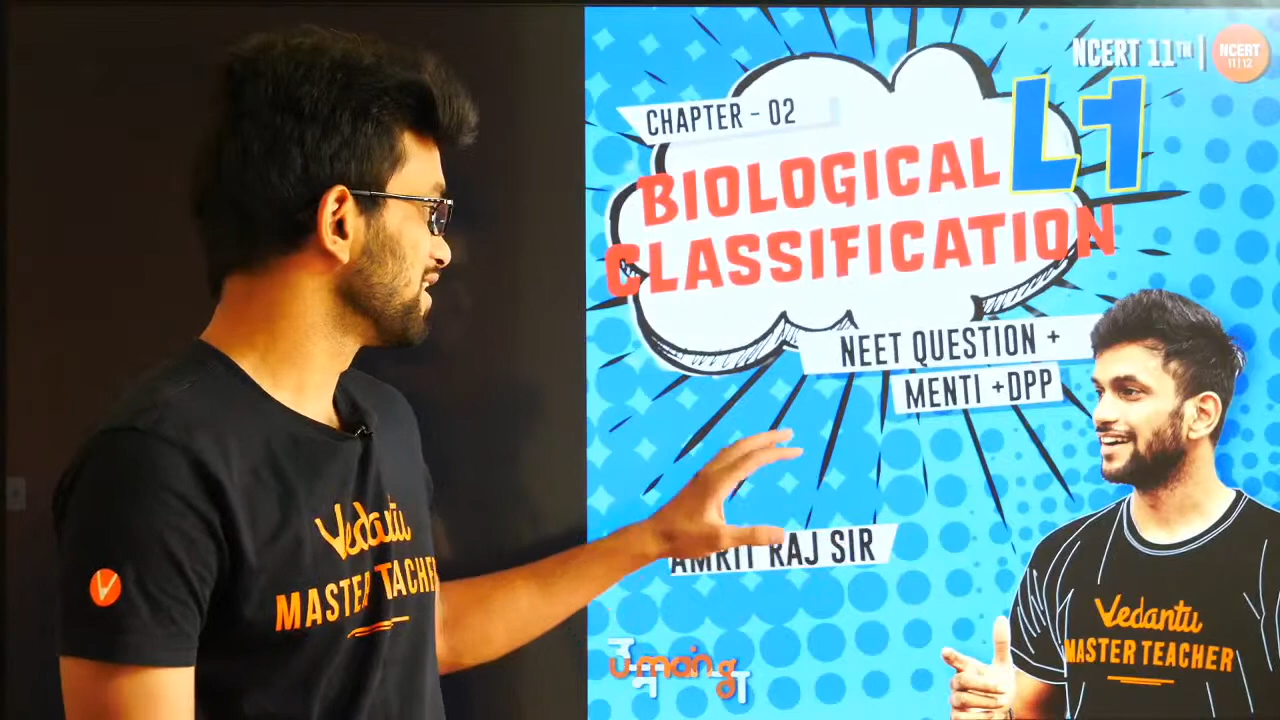 NCERT 11TH |
NCERT
11|12
CHAPTER - 02
L1
BIOLOGICAL
CLASSIFICATION
NEET QUESTION +
MENTI +DPP
AMRIT RAJ SIR
Vedantu
MASTER TEACHER
V
Vedantu
MASTER TEACHER